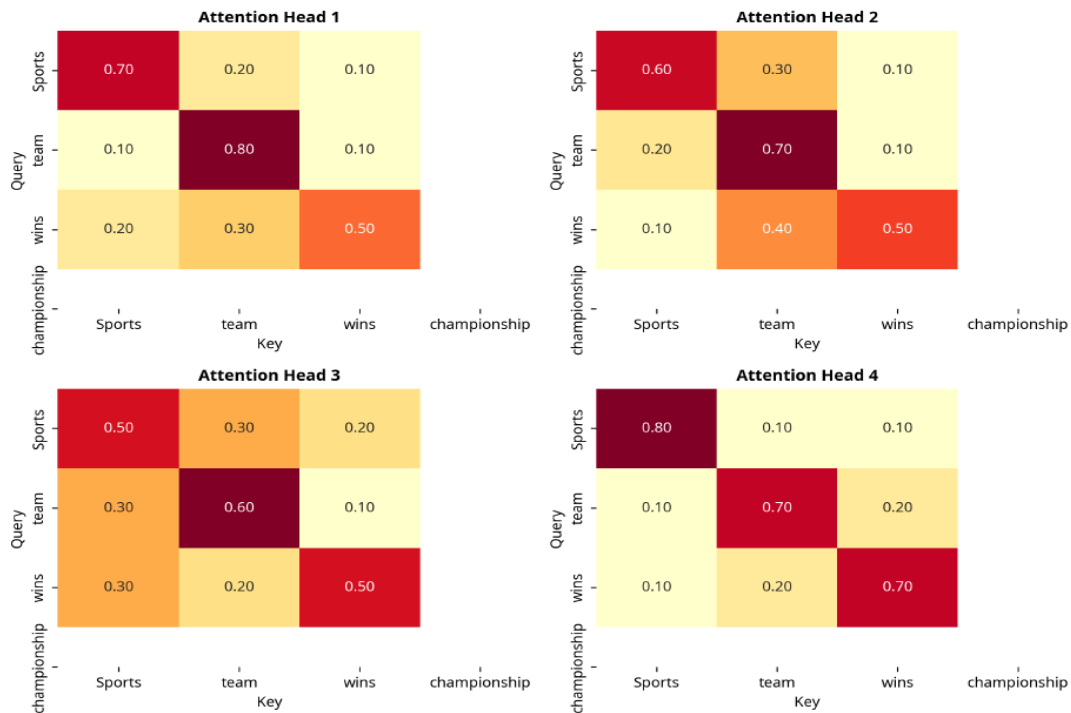 Attention Head 1
Sports
0.70 0.20 0.10
team
0.10 0.80 0.10
wins
0.20 0.30 0.50
championship
Query
Sports team wins championship
Key
Attention Head 2
Sports
0.60 0.30 0.10
team
0.20 0.70 0.10
wins
0.10 0.40 0.50
championship
Query
Sports team wins championship
Key
Attention Head 3
Sports
0.50 0.30 0.20
team
0.30 0.60 0.10
wins
0.30 0.20 0.50
championship
Query
Sports team wins championship
Key
Attention Head 4
Sports
0.80 0.10 0.10
team
0.10 0.70 0.20
wins
0.10 0.20 0.70
championship
Query
Sports team wins championship
Key